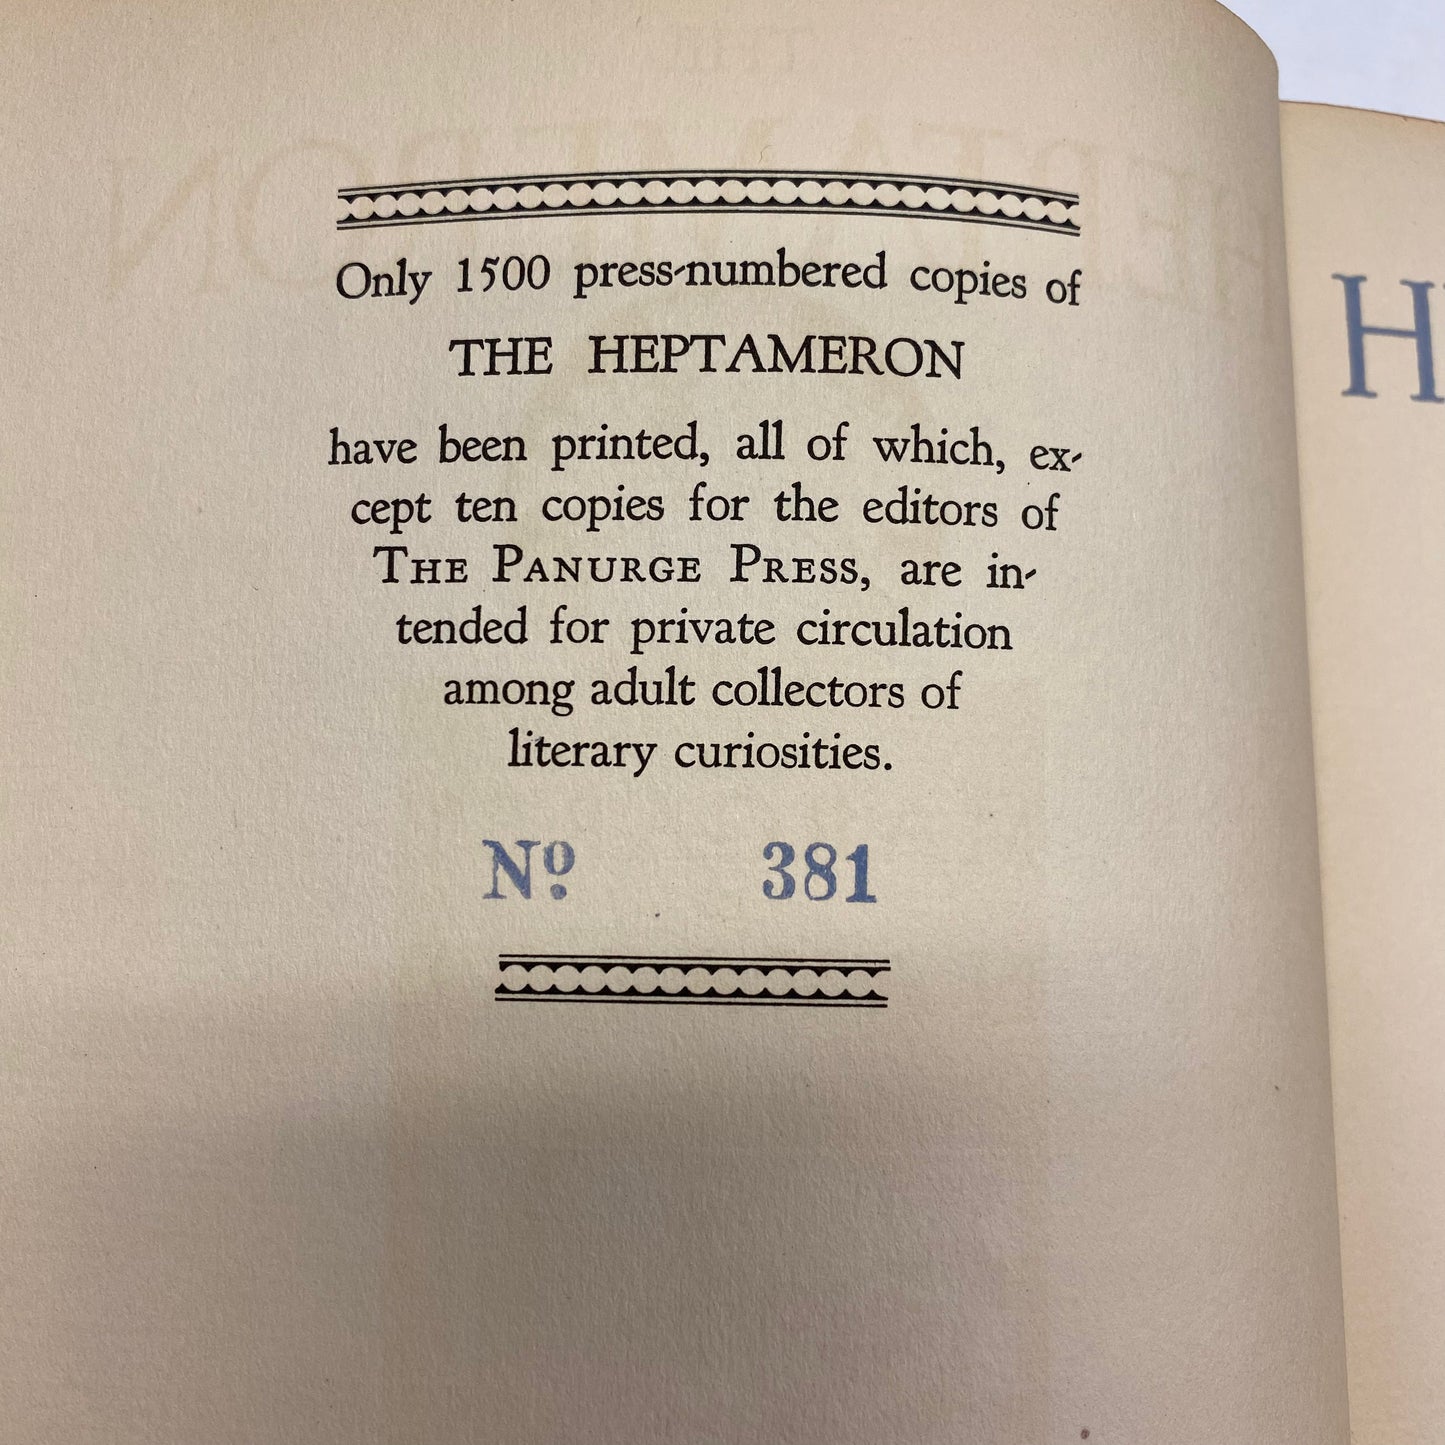 Only 1500 press-numbered copies of
THE HEPTAMERON
have been printed, all of which, ex-
cept ten copies for the editors of
THE PANURGE PRESS, are in-
tended for private circulation
among adult collectors of
literary curiosities.
Nº. 381
H